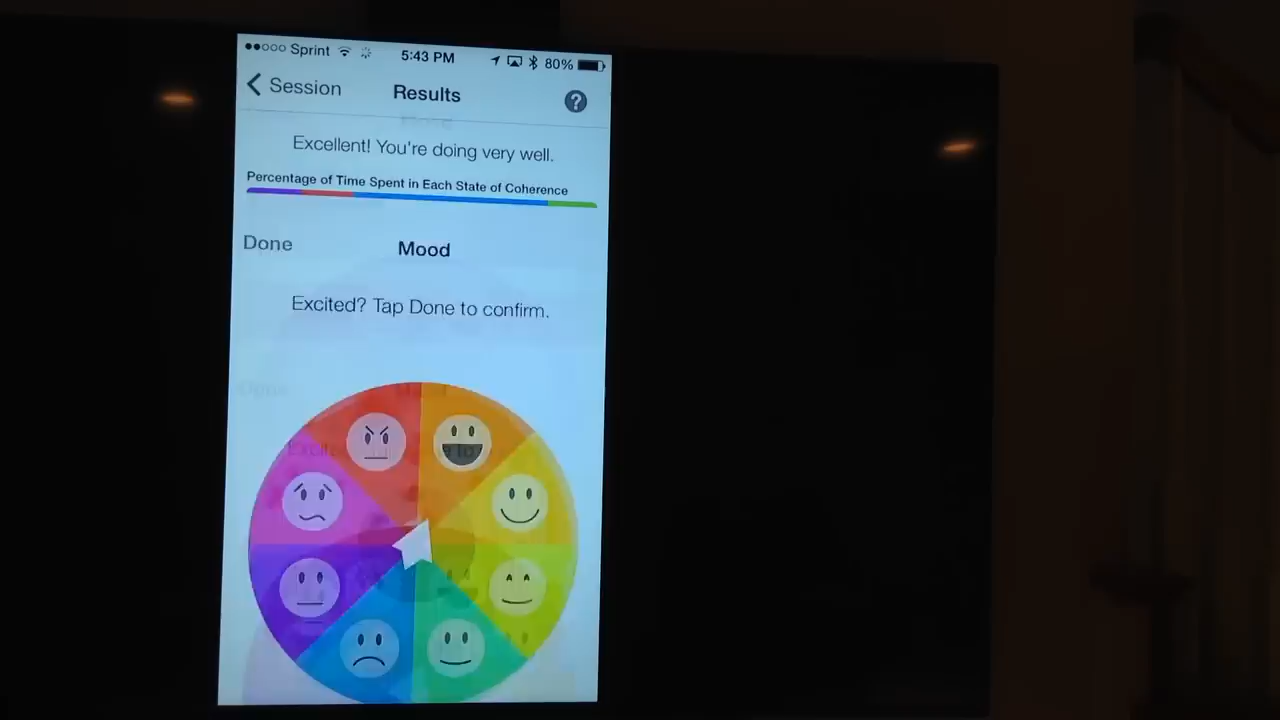 Sprint 5:43 PM 80%
Session Results ?
Excellent! You're doing very well.
Percentage of Time Spent in Each State of Coherence
Done Mood
Excited? Tap Done to confirm.